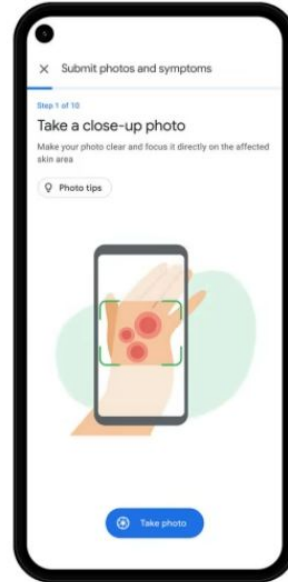 Submit photos and symptoms
Step 1 of 10
Take a close-up photo
Make your photo clear and focus it directly on the affected
skin area
Photo tips
Take photo